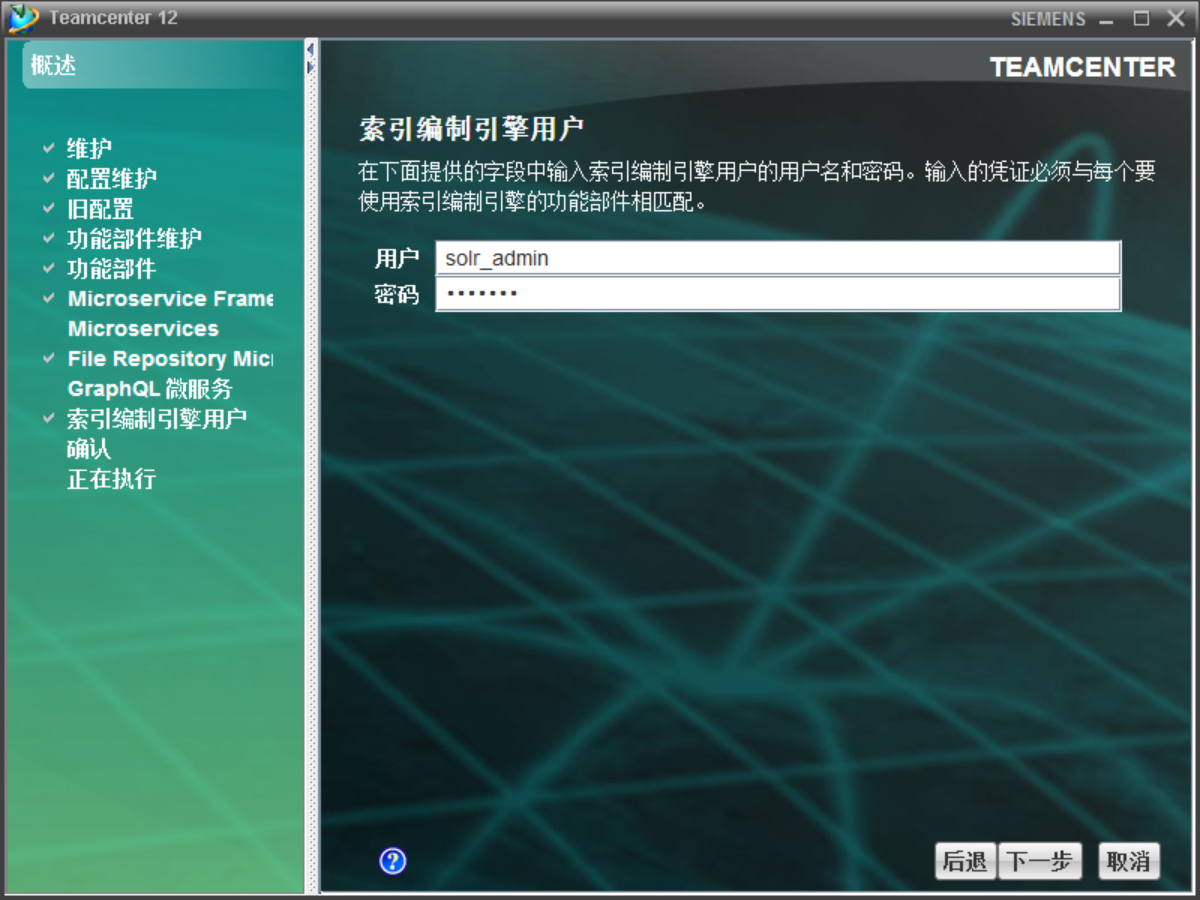 Teamcenter 12
SIEMENS
概述
TEAMCENTER
维护
配置维护
旧配置
功能部件维护
功能部件
Microservice Frame
Microservices
File Repository Mic
GraphQL 微服务
索引编制引擎用户
确认
正在执行
索引编制引擎用户
在下面提供的字段中输入索引编制引擎用户的用户名和密码。输入的凭证必须与每个要
使用索引编制引擎的功能部件相匹配。
用户 solr_admin
密码 •••••••
?
后退 下一步 取消